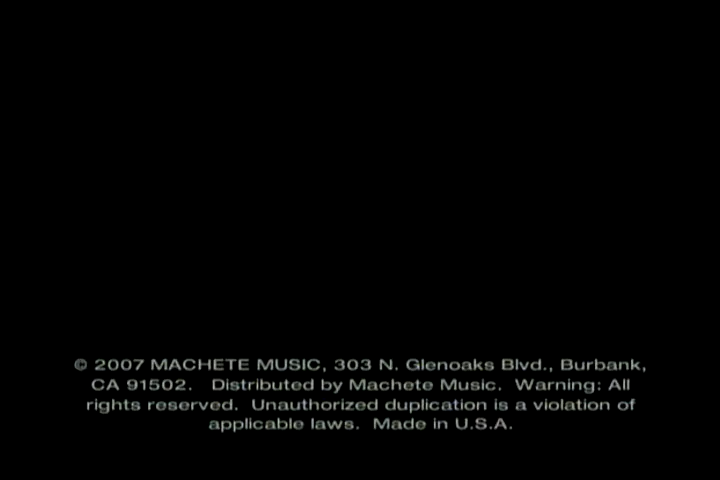 © 2007 MACHETE MUSIC, 303 N. Glenoaks Blvd., Burbank,
CA 91502. Distributed by Machete Music. Warning: All
rights reserved. Unauthorized duplication is a violation of
applicable laws. Made in U.S.A.